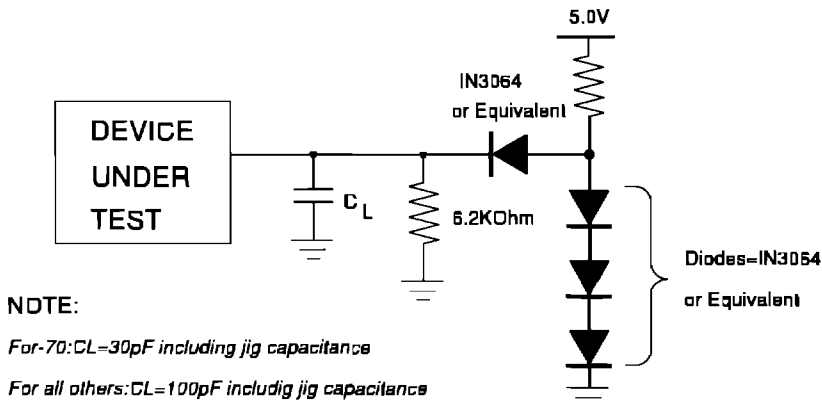 5.0V
IN3064
or Equivalent
DEVICE
UNDER
TEST
CL
6.2KOhm
Diodes=IN3064
or Equivalent
NOTE:
For-70:CL=30pF including jig capacitance
For all others:CL=100pF includig jig capacitance